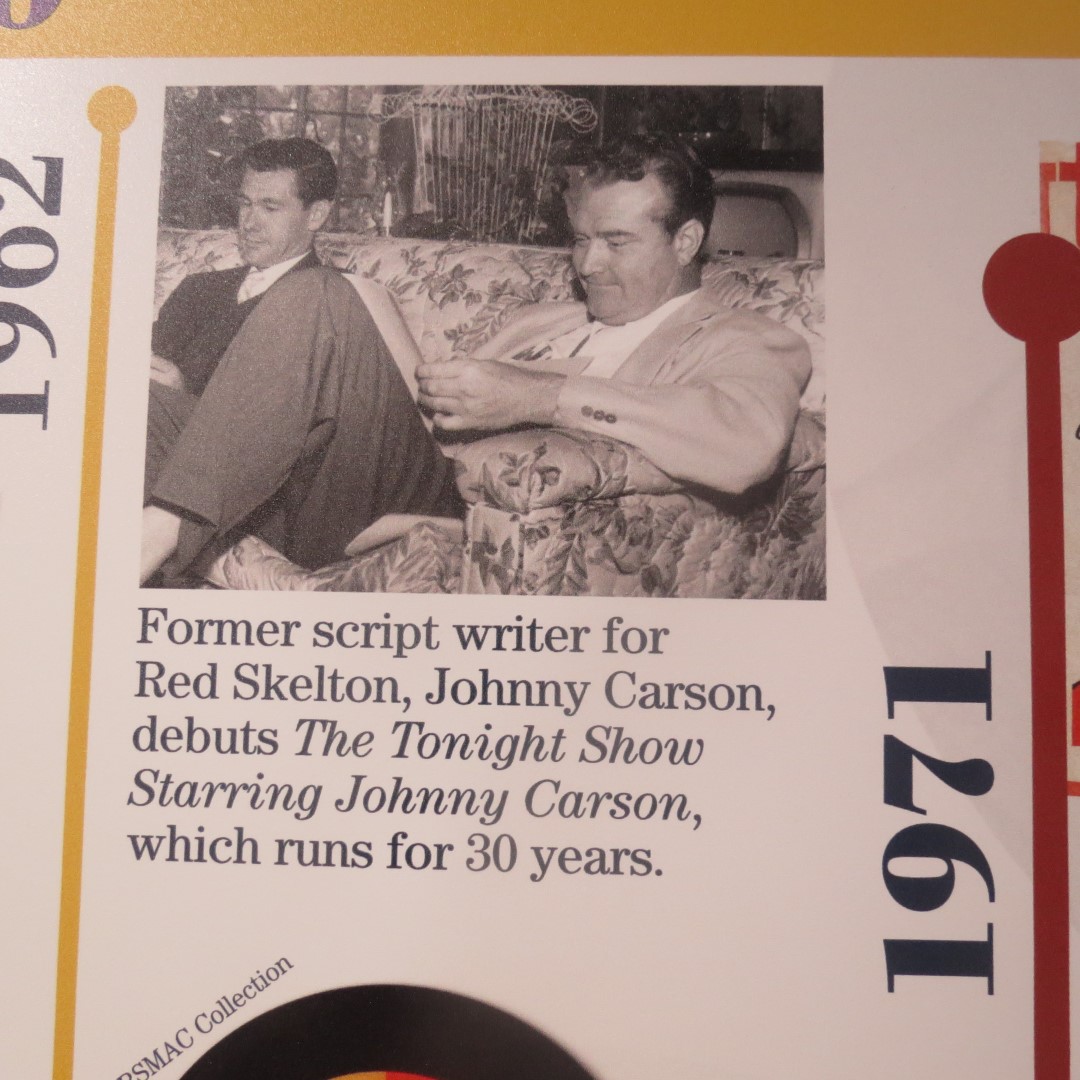 1962
Former script writer for
Red Skelton, Johnny Carson,
debuts The Tonight Show
Starring Johnny Carson,
which runs for 30 years.
1971
RSMAC Collection